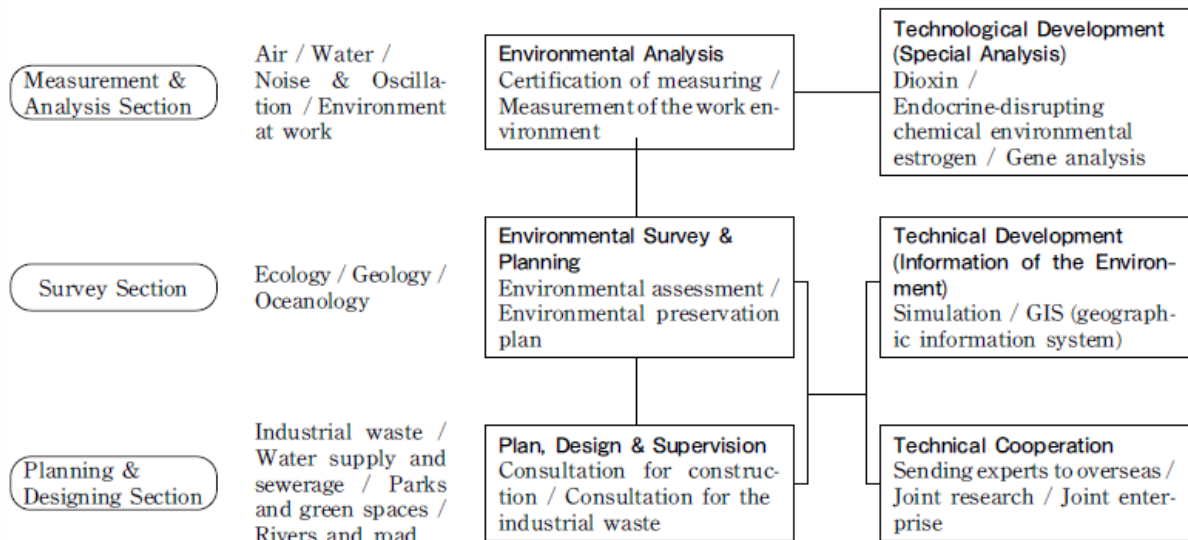 Measurement &
Analysis Section
Air / Water /
Noise & Oscilla-
tion / Environment
at work
Environmental Analysis
Certification of measuring /
Measurement of the work en-
vironment
Technological Development
(Special Analysis)
Dioxin /
Endocrine-disrupting
chemical environmental
estrogen / Gene analysis
Survey Section
Ecology / Geology /
Oceanology
Environmental Survey &
Planning
Environmental assessment /
Environmental preservation
plan
Technical Development
(Information of the Environ-
ment)
Simulation / GIS (geograph-
ic information system)
Planning &
Designing Section
Industrial waste /
Water supply and
sewerage / Parks
and green spaces /
Rivers and road
Plan, Design & Supervision
Consultation for construc-
tion / Consultation for the
industrial waste
Technical Cooperation
Sending experts to overseas /
Joint research / Joint enter-
prise